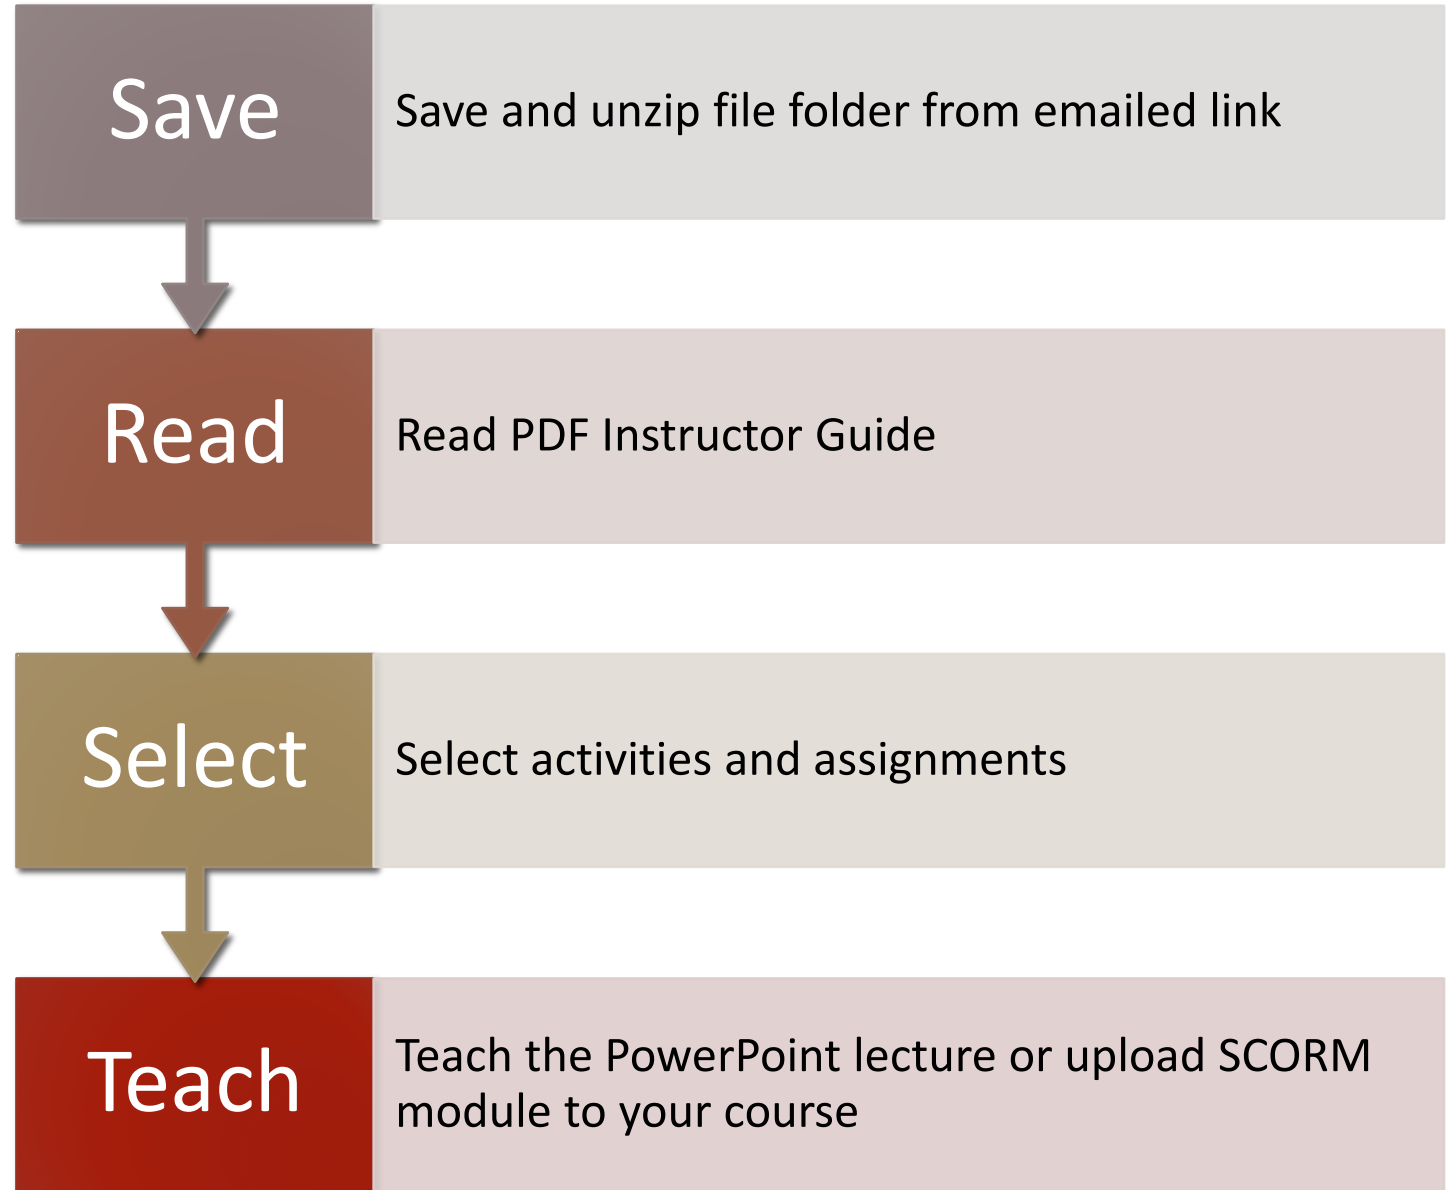 Save
Save and unzip file folder from emailed link
Read
Read PDF Instructor Guide
Select
Select activities and assignments
Teach
Teach the PowerPoint lecture or upload SCORM
module to your course